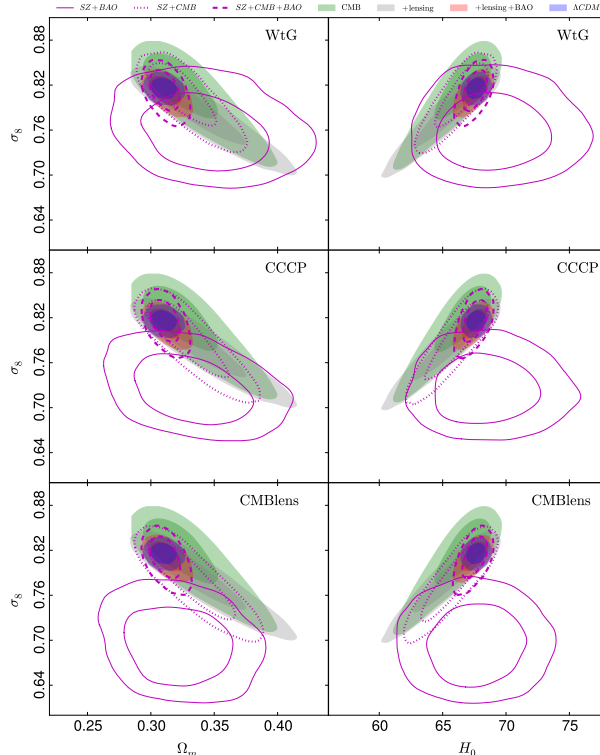 SZ+BAO SZ+CMB SZ+CMB+BAO CMB +lensing +lensing+BAO ΛCDM
WtG WtG
0.88
0.82
0.76
0.70
0.64
σ8
CCCP CCCP
0.88
0.82
0.76
0.70
0.64
σ8
CMBlens CMBlens
0.88
0.82
0.76
0.70
0.64
σ8
0.25 0.30 0.35 0.40 60 65 70 75
Ωm H0